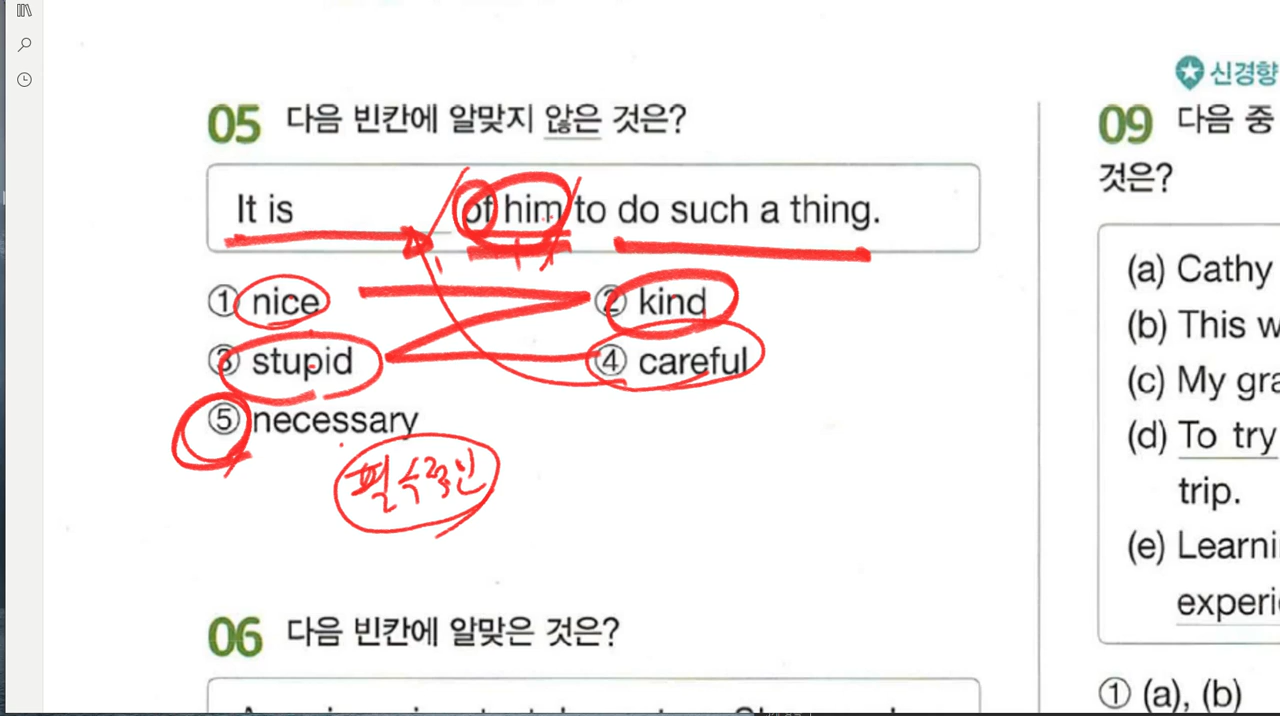 신경향
05 다음 빈칸에 알맞지 않은 것은?
It is of him to do such a thing.
① nice ② kind
③ stupid ④ careful
⑤ necessary
필수적인
06 다음 빈칸에 알맞은 것은?
09 다음 중
것은?
(a) Cathy
(b) This w
(c) My gra
(d) To try
trip.
(e) Learni
experi
① (a), (b)